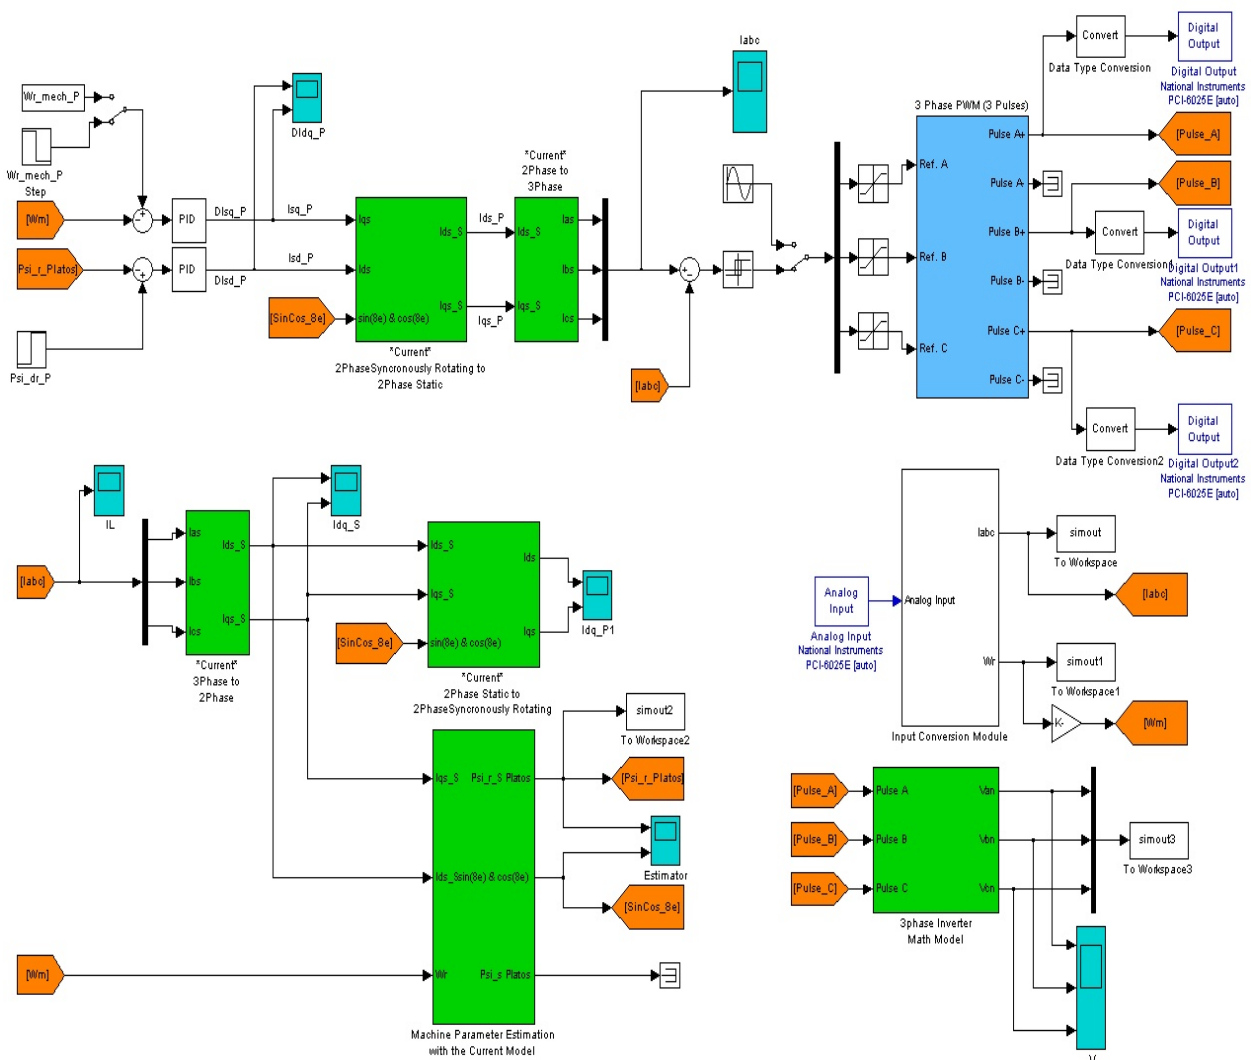 Iabc
Convert
Digital
Output
Data Type Conversion
Digital Output
National Instruments
PCI-6025E [auto]
Wr_mech_P
DIdq_P
3 Phase PWM (3 Pulses)
Pulse A+
[Pulse_A]
Wr_mech_P
Step
*Current*
2Phase to
3Phase
Ref. A
Pulse A-
[Pulse_B]
[Wm]
PID
DIsq_P
Isq_P
Iqs
Ids_S
Ids_P
Ids_S
Ias
Ref. B
Pulse B+
Convert
Digital
Output
Data Type Conversion1
Digital Output1
National Instruments
PCI-6025E [auto]
Psi_r_Platos]
PID
DIsd_P
Isd_P
Ids
Ibs
Pulse B-
[SinCos_8e]
sin(8e) & cos(8e)
Iqs_S
Iqs_P
Iqs_S
Ics
Ref. C
Pulse C+
[Pulse_C]
Psi_dr_P
*Current*
2PhaseSyncronously Rotating to
2Phase Static
[Iabc]
Pulse C-
Convert
Digital
Output
Data Type Conversion2
Digital Output2
National Instruments
PCI-6025E [auto]
IL
Idq_S
[Iabc]
Ias
Ibs
Ics
Ids_S
Iqs_S
*Current*
3Phase to
2Phase
Ids_S
Iqs_S
sin(8e) & cos(8e)
Ids
Iqs
[SinCos_8e]
Idq_P1
*Current*
2Phase Static to
2PhaseSyncronously Rotating
Analog
Input
Analog Input
National Instruments
PCI-6025E [auto]
Analog Input
Iabc
Wr
Input Conversion Module
simout
To Workspace
[Iabc]
simout1
To Workspace1
K-
[Wm]
simout2
To Workspace2
Iqs_S
Psi_r_S Platos
[Psi_r_Platos]
Estimator
Ids_S
sin(8e) & cos(8e)
[SinCos_8e]
[Wm]
Wr
Psi_s Platos
Machine Parameter Estimation
with the Current Model
[Pulse_A]
Pulse A
Van
[Pulse_B]
Pulse B
Vbn
simout3
To Workspace3
[Pulse_C]
Pulse C
Vcn
3phase Inverter
Math Model